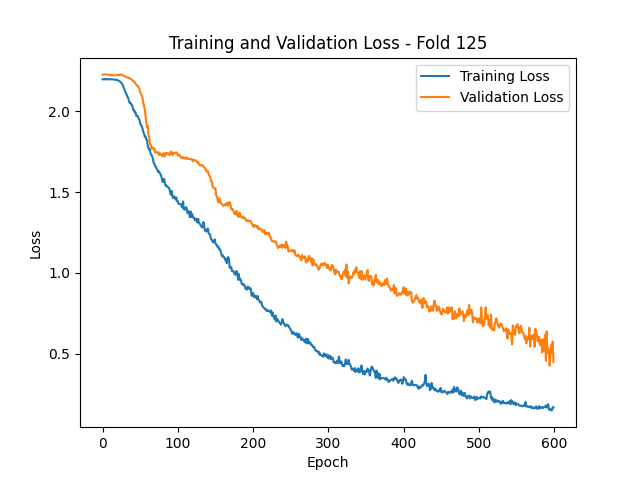 Training and Validation Loss - Fold 125
Training Loss
Validation Loss
2.0
1.5
1.0
0.5
Loss
0
100
200
300
400
500
600
Epoch